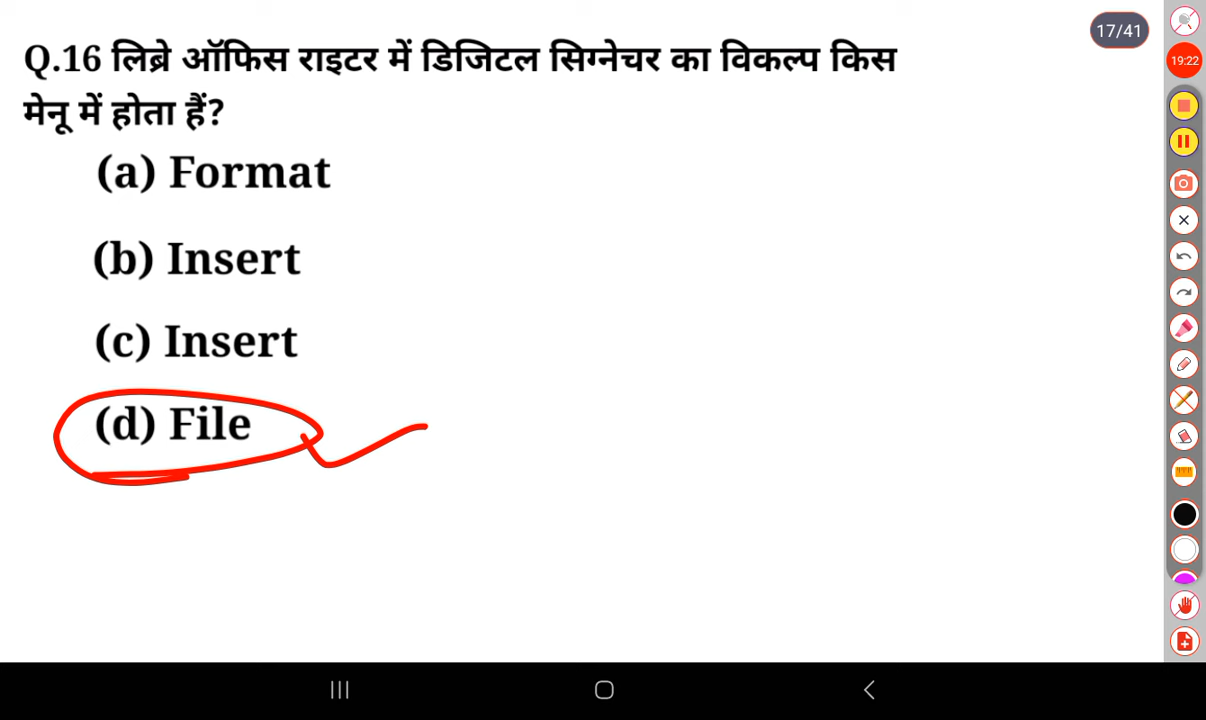 17/41
19:22
Q.16 लिब्रे ऑफिस राइटर में डिजिटल सिग्नेचर का विकल्प किस
मेनू में होता हैं?
(a) Format
(b) Insert
(c) Insert
(d) File